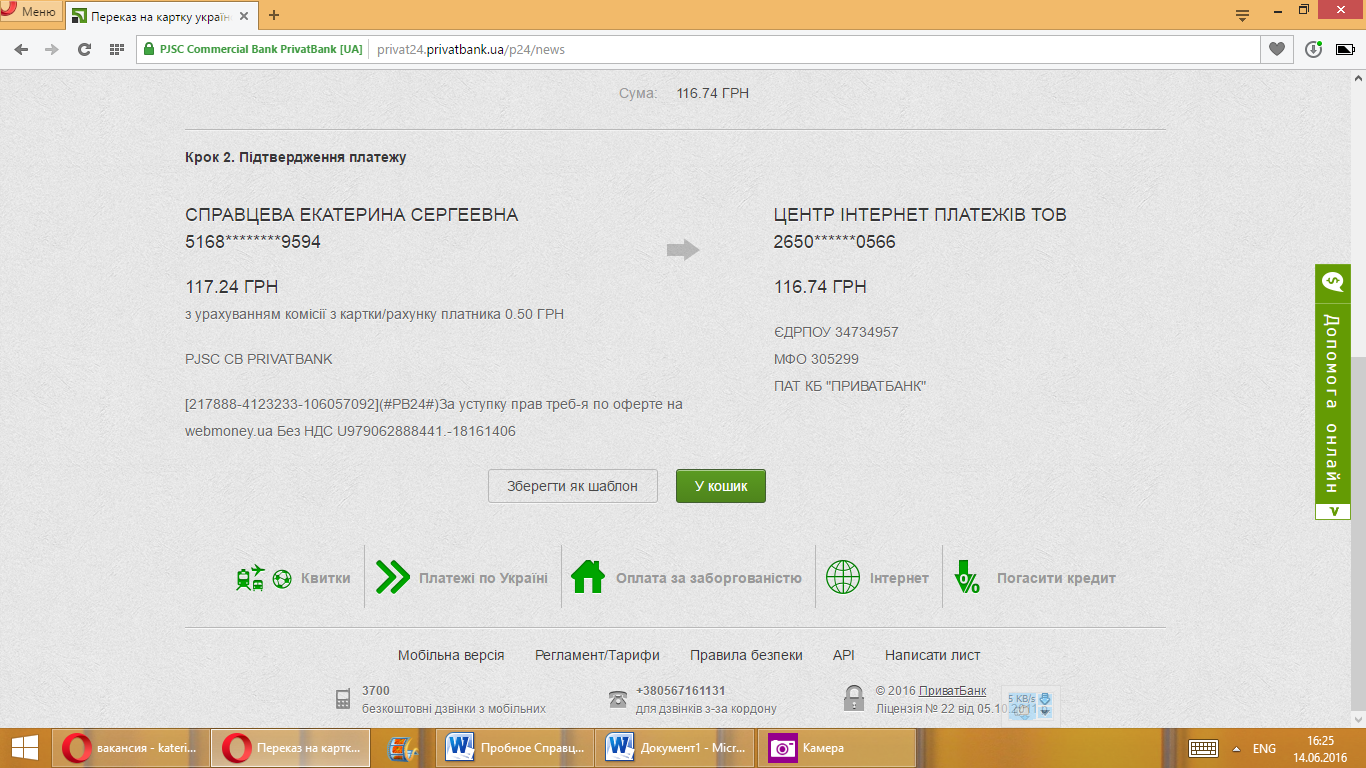 Меню
Переказ на картку україн
PJSC Commercial Bank PrivatBank [UA]
privat24.privatbank.ua/p24/news
Сума: 116.74 ГРН
Крок 2. Підтвердження платежу
СПРАВЦЕВА ЕКАТЕРИНА СЕРГЕЕВНА
5168********9594
117.24 ГРН
з урахуванням комісії з картки/рахунку платника 0.50 ГРН
PJSC CB PRIVATBANK
[217888-4123233-106057092](#PB24#)За уступку прав треб-я по оферте на
webmoney.ua Без НДС U979062888441.-18161406
ЦЕНТР ІНТЕРНЕТ ПЛАТЕЖІВ ТОВ
2650******0566
116.74 ГРН
ЄДРПОУ 34734957
МФО 305299
ПАТ КБ "ПРИВАТБАНК"
Зберегти як шаблон
У кошик
Допомога онлайн
Квитки
Платежі по Україні
Оплата за заборгованістю
Інтернет
Погасити кредит
Мобільна версія
Регламент/Тарифи
Правила безпеки
API
Написати лист
3700
безкоштовні дзвінки з мобільних
+380567161131
для дзвінків з-за кордону
© 2016 ПриватБанк
Ліцензія № 22 від 05.10.2011
5 KB/s
вакансия - kateri...
Переказ на картк...
Пробное Справц...
Документ1 - Micr...
Камера
ENG
16:25
14.06.2016